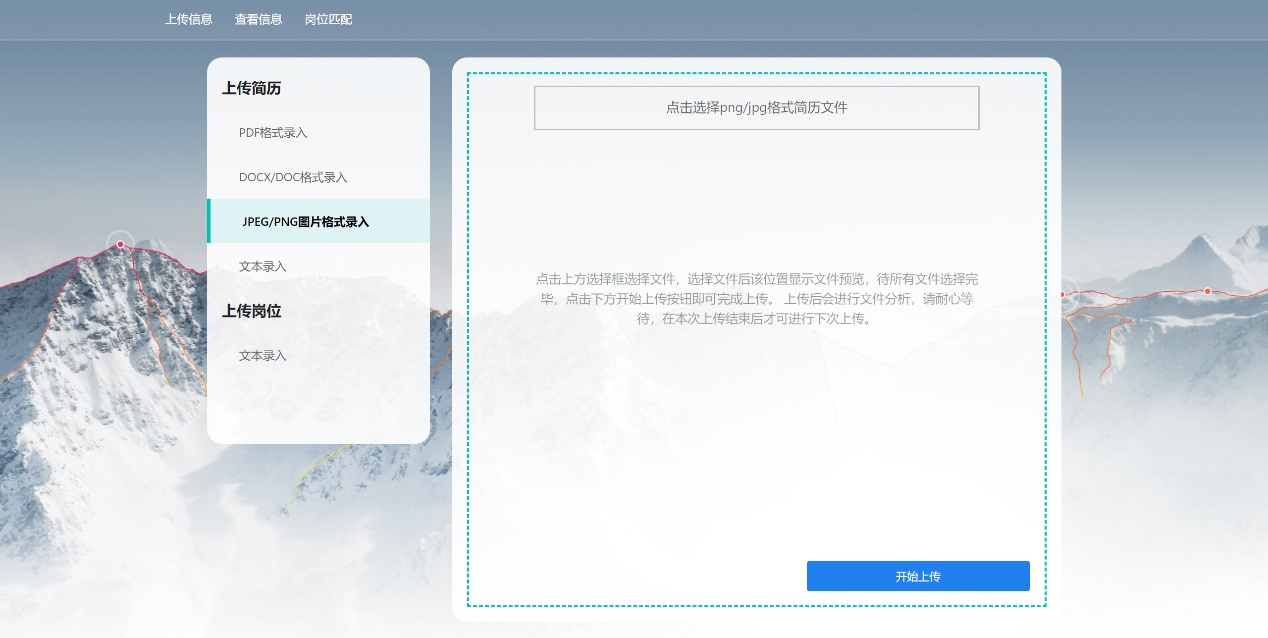 上传信息 查看信息 岗位匹配
上传简历
PDF格式录入
DOCX/DOC格式录入
JPEG/PNG图片格式录入
文本录入
上传岗位
文本录入
点击选择png/jpg格式简历文件
点击上方选择框选择文件，选择文件后该位置显示文件预览，待所有文件选择完
毕，点击下方开始上传按钮即可完成上传。 上传后会进行文件分析，请耐心等
待，在本次上传结束后才可进行下次上传。
开始上传